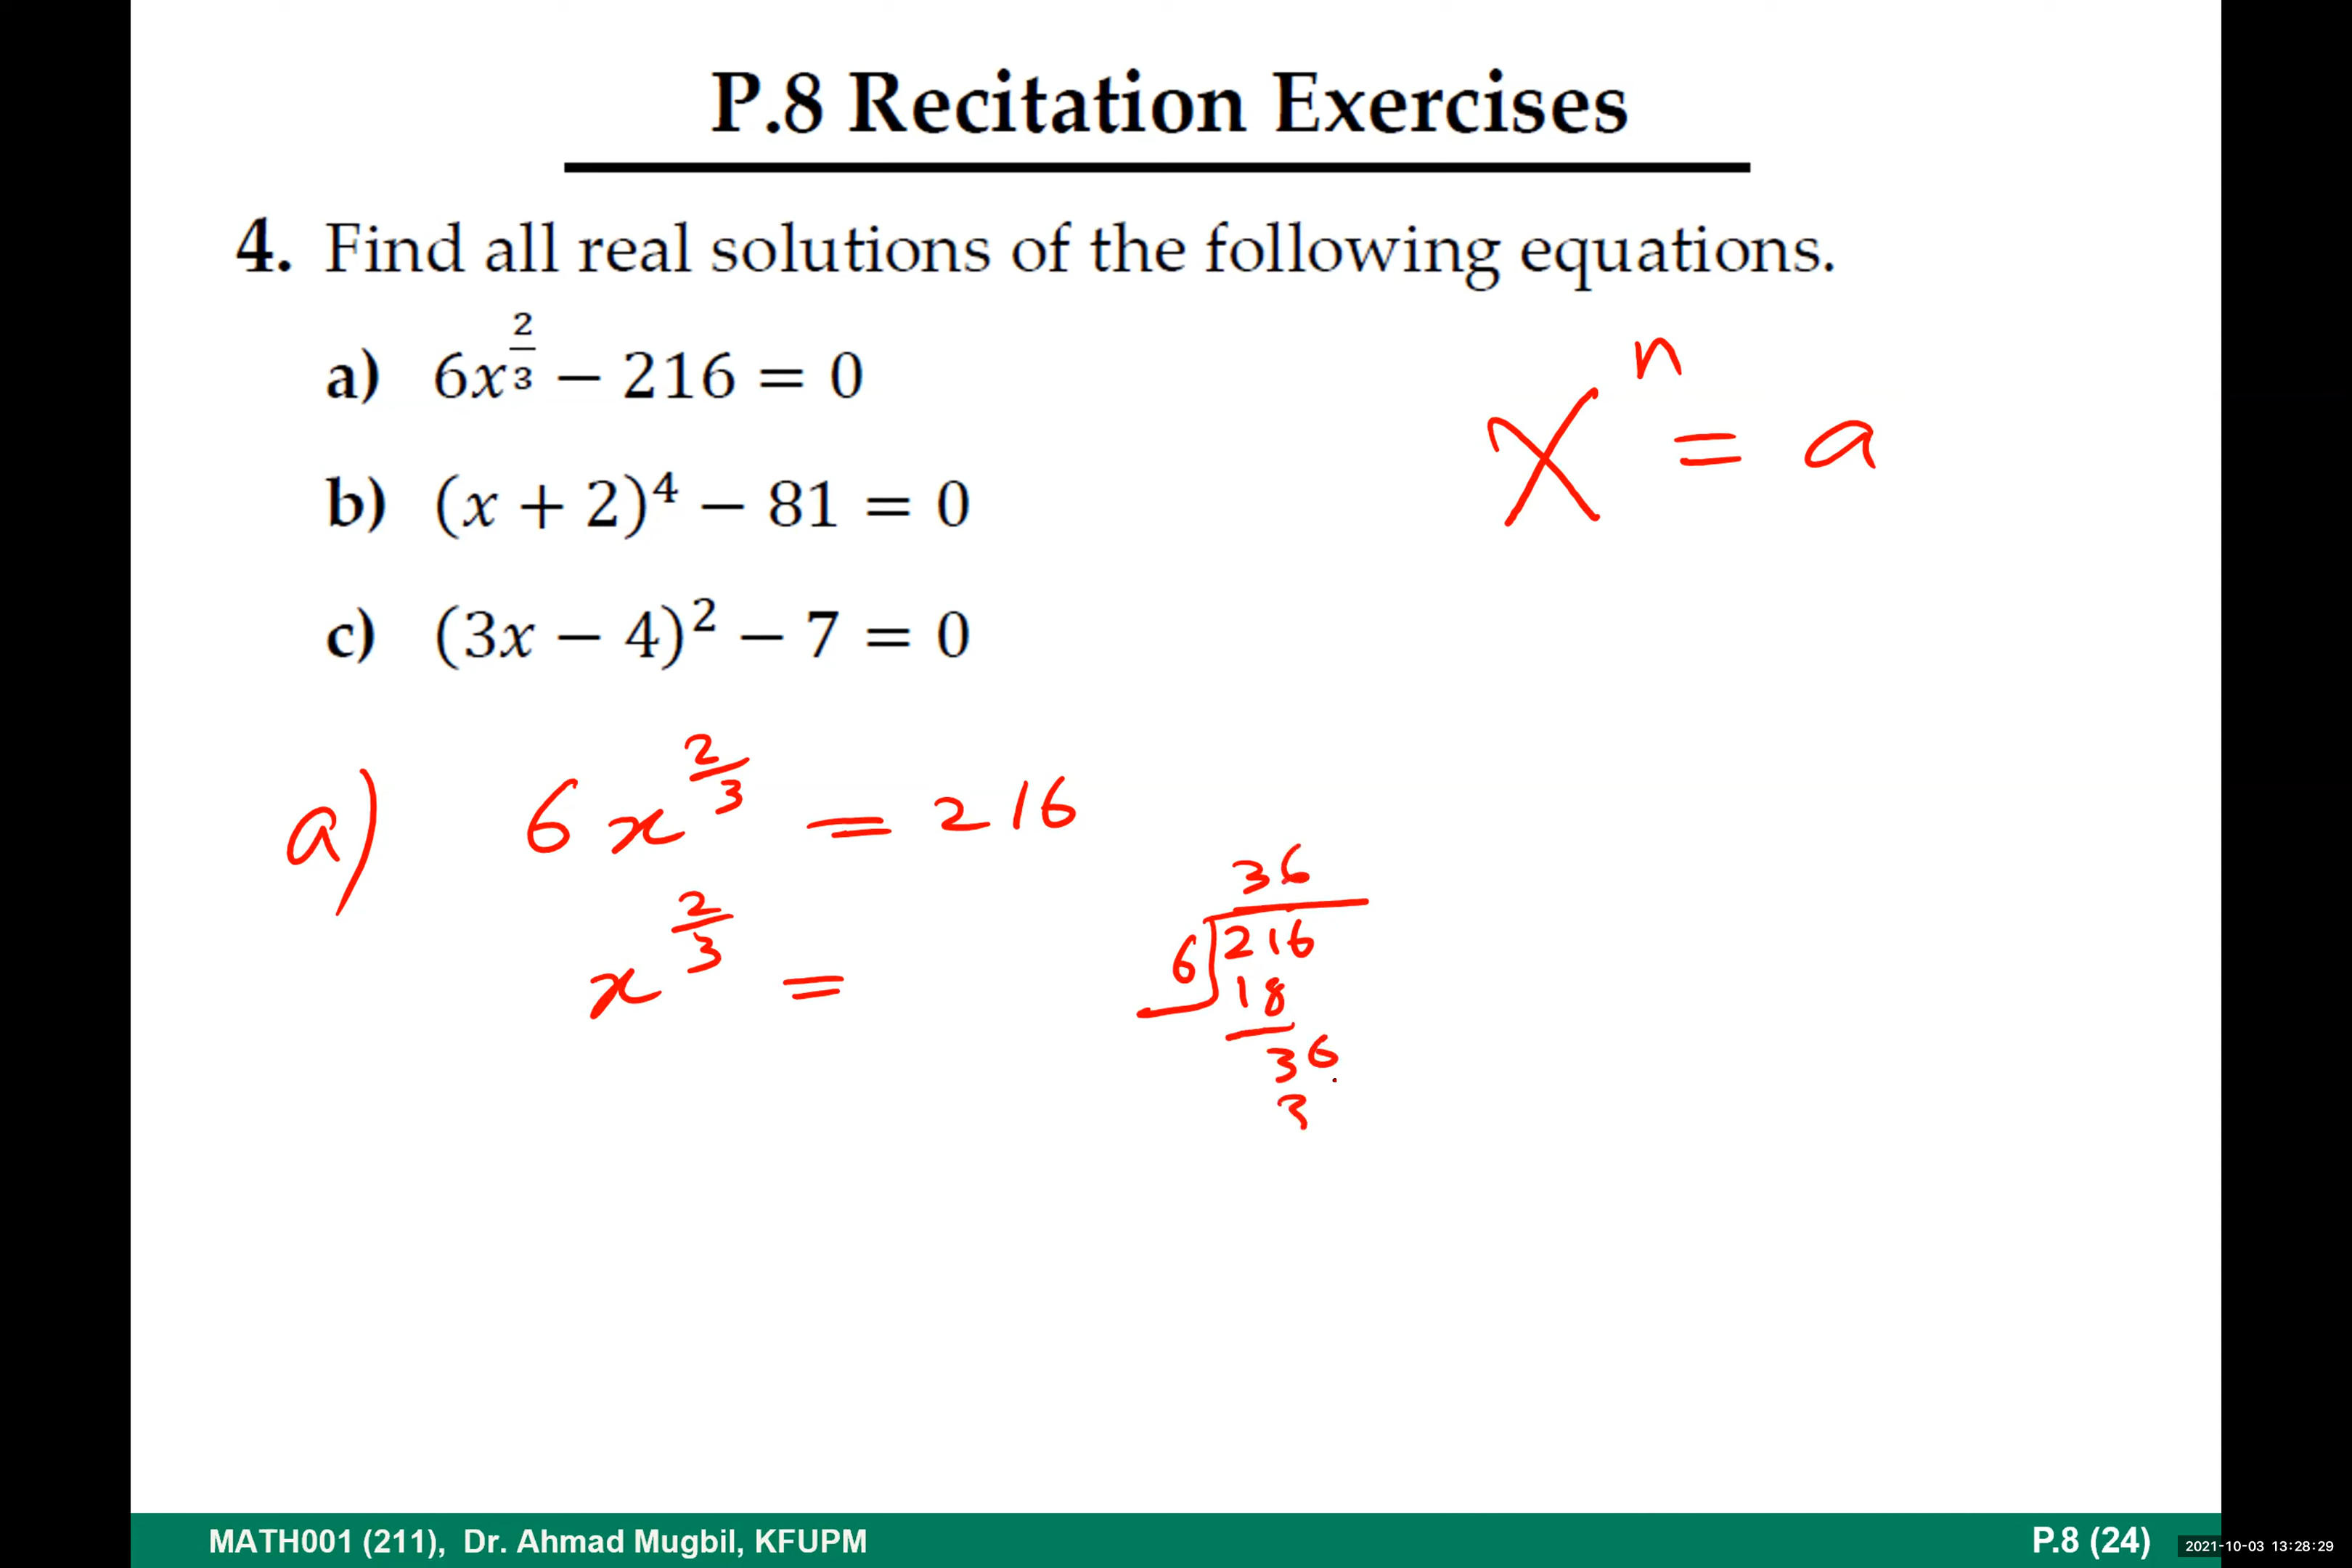 P.8 Recitation Exercises
4. Find all real solutions of the following equations.
a) 6x^{2/3} − 216 = 0
b) (x + 2)⁴ − 81 = 0
c) (3x − 4)² − 7 = 0
X^n = a
a) 6x^{2/3} = 216
x^{2/3} =
36
6 216
18
36
3
MATH001 (211), Dr. Ahmad Mugbil, KFUPM
P.8 (24)
2021-10-03 13:28:29